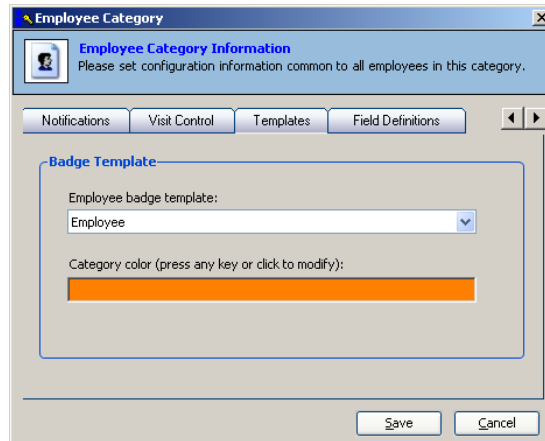 Employee Category
Employee Category Information
Please set configuration information common to all employees in this category.
Notifications
Visit Control
Templates
Field Definitions
Badge Template
Employee badge template:
Employee
Category color (press any key or click to modify):
Save
Cancel